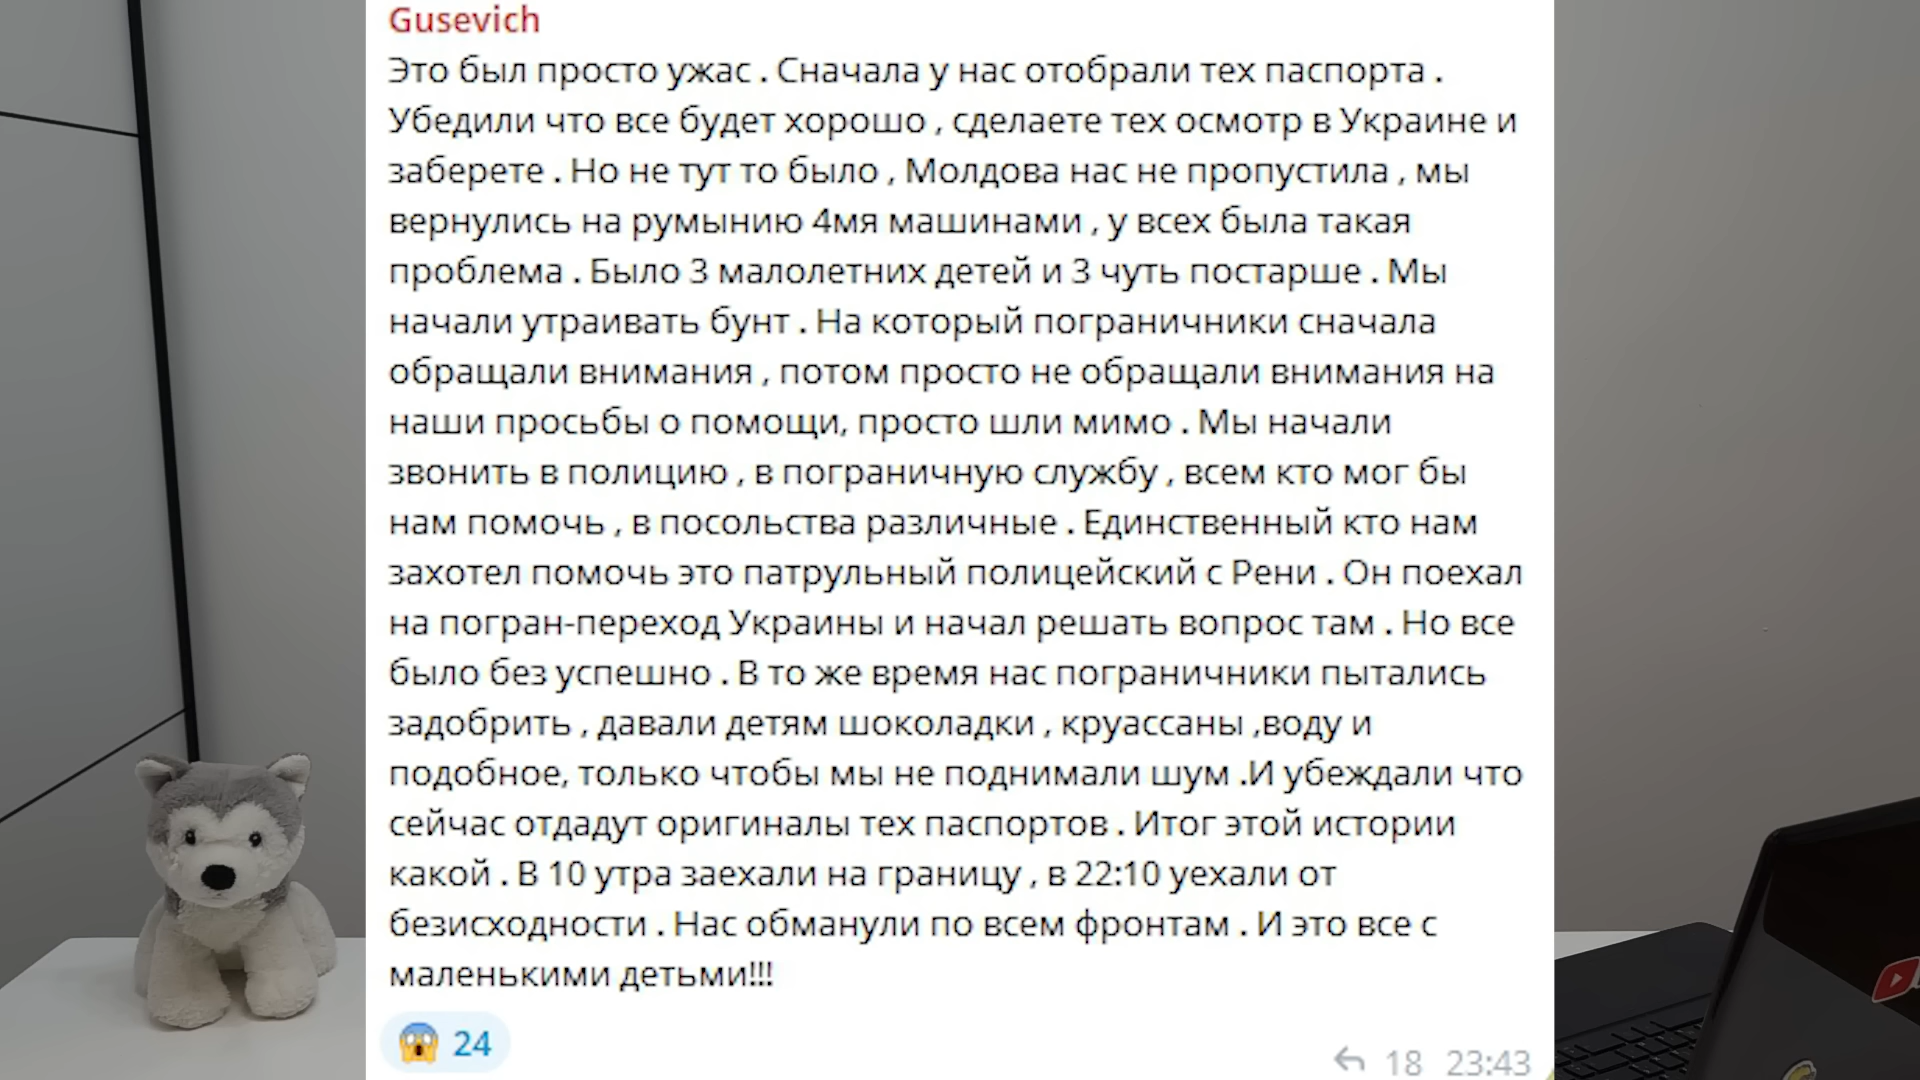 Gusevich
Это был просто ужас . Сначала у нас отобрали тех паспорта .
Убедили что все будет хорошо , сделаете тех осмотр в Украине и
заберете . Но не тут то было , Молдова нас не пропустила , мы
вернулись на румынию 4мя машинами , у всех была такая
проблема . Было 3 малолетних детей и 3 чуть постарше . Мы
начали утраивать бунт . На который пограничники сначала
обращали внимания , потом просто не обращали внимания на
наши просьбы о помощи, просто шли мимо . Мы начали
звонить в полицию , в пограничную службу , всем кто мог бы
нам помочь , в посольства различные . Единственный кто нам
захотел помочь это патрульный полицейский с Рени . Он поехал
на погран-переход Украины и начал решать вопрос там . Но все
было без успешно . В то же время нас пограничники пытались
задобрить , давали детям шоколадки , круассаны ,воду и
подобное, только чтобы мы не поднимали шум .И убеждали что
сейчас отдадут оригиналы тех паспортов . Итог этой истории
какой . В 10 утра заехали на границу , в 22:10 уехали от
безисходности . Нас обманули по всем фронтам . И это все с
маленькими детьми!!!
24
18 23:43